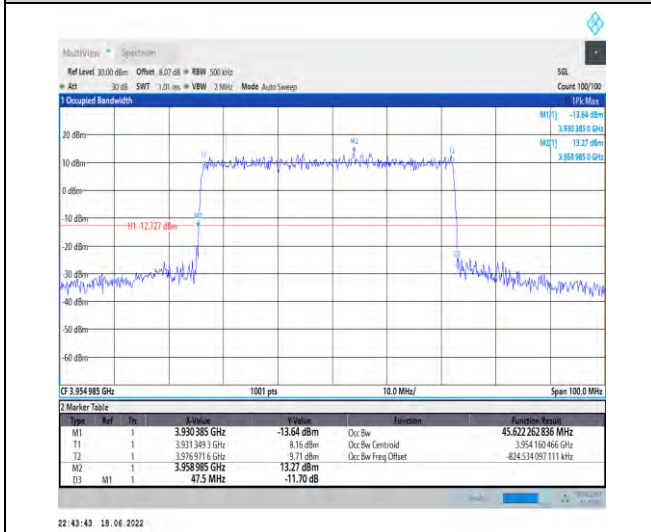 MultiView Spectrum
Ref Level 30.00 dBm Offset 8.07 dB RBW 500 kHz SGL
Att 30 dB SWT 1.01 ms VBW 2 MHz Mode Auto Sweep Count 100/100
1 Occupied Bandwidth 1Pk Max
M1[1] -13.64 dBm
3.930 385 0 GHz
M2[1] 13.27 dBm
3.958 985 0 GHz
20 dBm
M2
T1
T2
10 dBm
0 dBm
-10 dBm
M1
H1 -12.727 dBm
-20 dBm
D3
-30 dBm
-40 dBm
-50 dBm
-60 dBm
CF 3.954 985 GHz 1001 pts 10.0 MHz/ Span 100.0 MHz
2 Marker Table
Type Ref Trc X-Value Y-Value Function Function Result
M1 1 3.930 385 GHz -13.64 dBm Occ Bw 45.622 262 836 MHz
T1 1 3.931 349 3 GHz 8.16 dBm Occ Bw Centroid 3.954 160 466 GHz
T2 1 3.976 971 6 GHz 9.71 dBm Occ Bw Freq Offset -824.534 097 111 kHz
M2 1 3.958 985 GHz 13.27 dBm
D3 M1 1 47.5 MHz -11.70 dB
22:43:43 18.06.2022